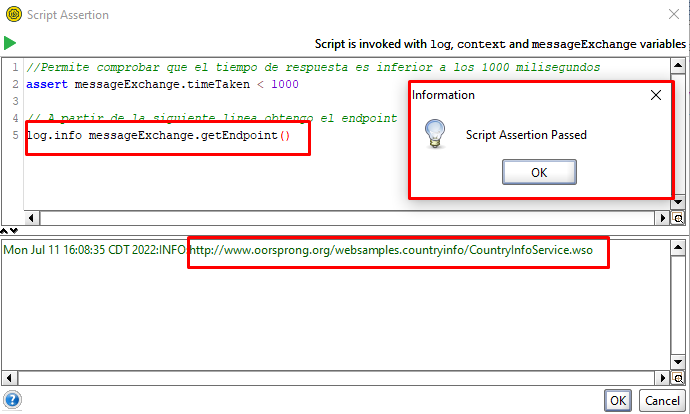 Script Assertion
Script is invoked with log, context and messageExchange variables
1 //Permite comprobar que el tiempo de respuesta es inferior a los 1000 milisegundos
2 assert messageExchange.timeTaken < 1000
3
4 // A partir de la siguiente linea obtengo el endpoint
5 log.info messageExchange.getEndpoint()
Information
Script Assertion Passed
OK
Mon Jul 11 16:08:35 CDT 2022:INFO:http://www.oorsprong.org/websamples.countryinfo/CountryInfoService.wso
OK Cancel